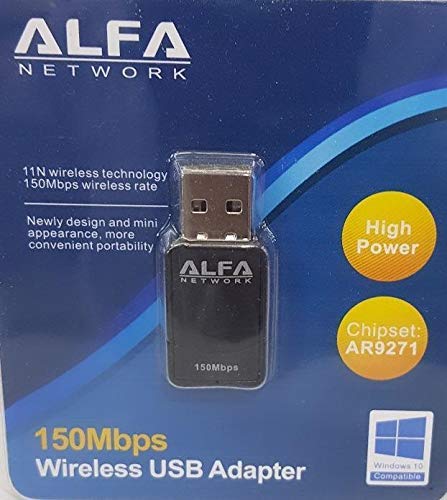 ALFA
NETWORK
11N wireless technology
150Mbps wireless rate
Newly design and mini
appearance, more
convenient portability
High
Power
ALFA
NETWORK
150Mbps
Chipset:
AR9271
150Mbps
Wireless USB Adapter
Windows 10
Compatible